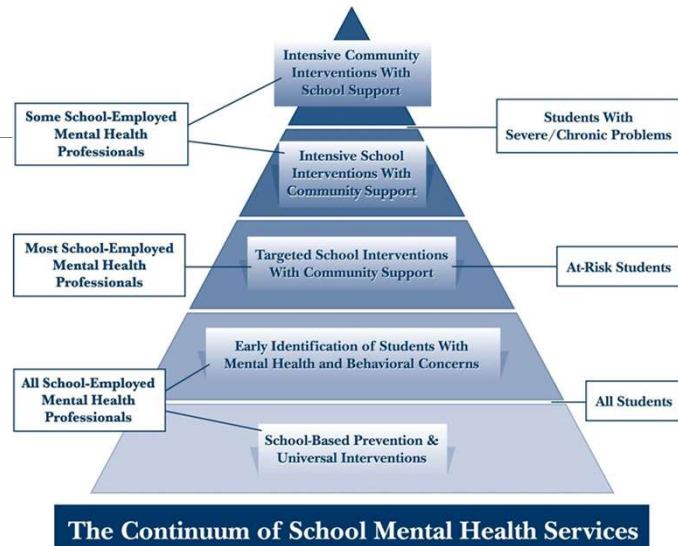 Intensive Community
Interventions With
School Support
Some School-Employed
Mental Health
Professionals
Students With
Severe/Chronic Problems
Intensive School
Interventions With
Community Support
Most School-Employed
Mental Health
Professionals
Targeted School Interventions
With Community Support
At-Risk Students
Early Identification of Students With
Mental Health and Behavioral Concerns
All School-Employed
Mental Health
Professionals
All Students
School-Based Prevention &
Universal Interventions
The Continuum of School Mental Health Services